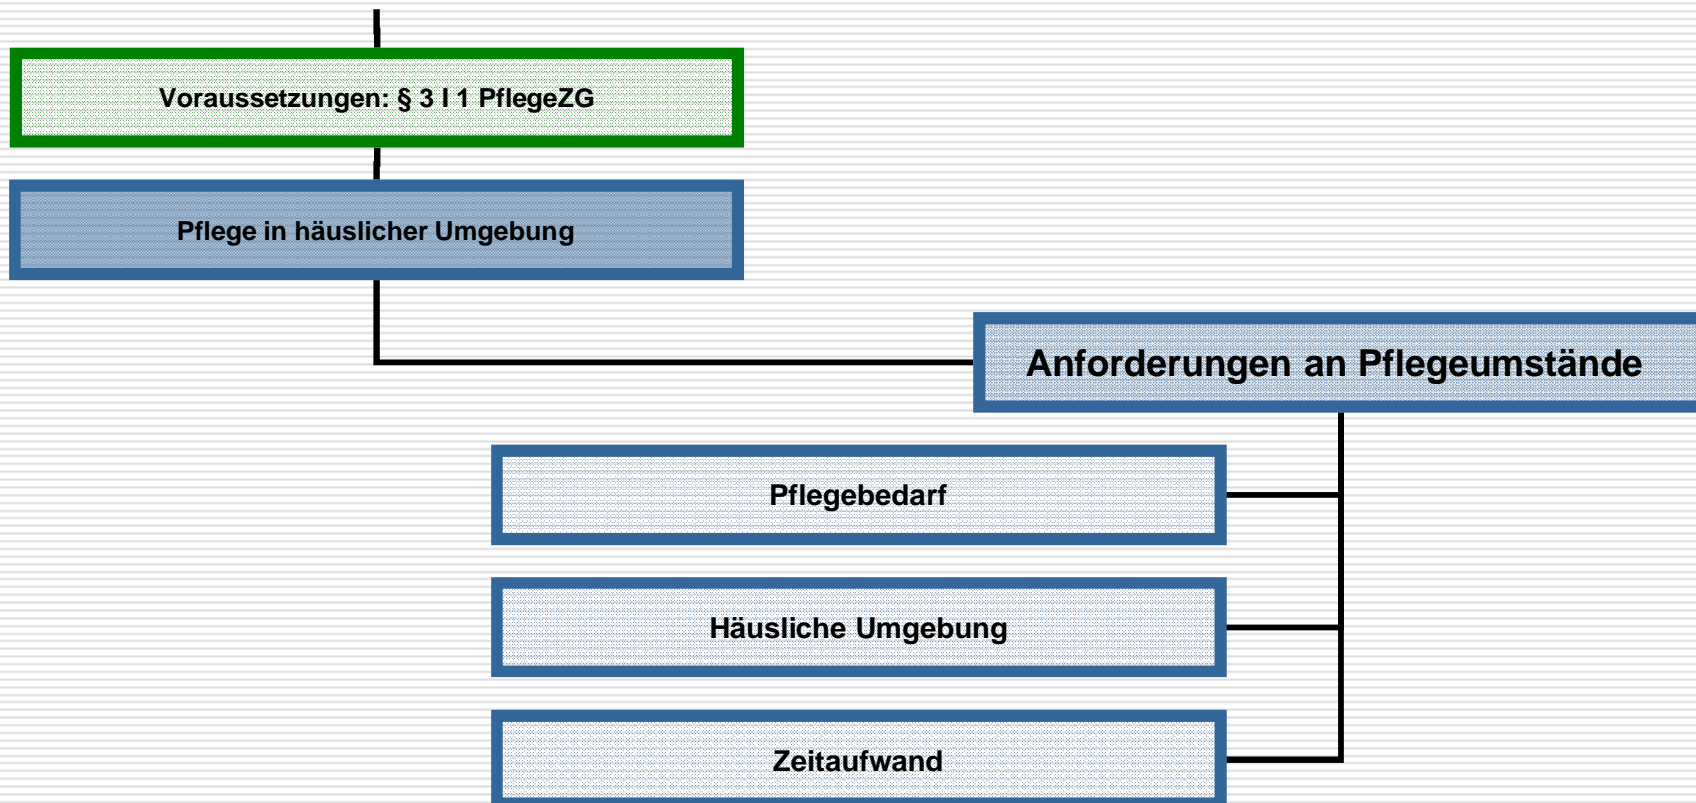 Voraussetzungen: § 3 I 1 PflegeZG
Pflege in häuslicher Umgebung
Anforderungen an Pflegeumstände
Pflegebedarf
Häusliche Umgebung
Zeitaufwand